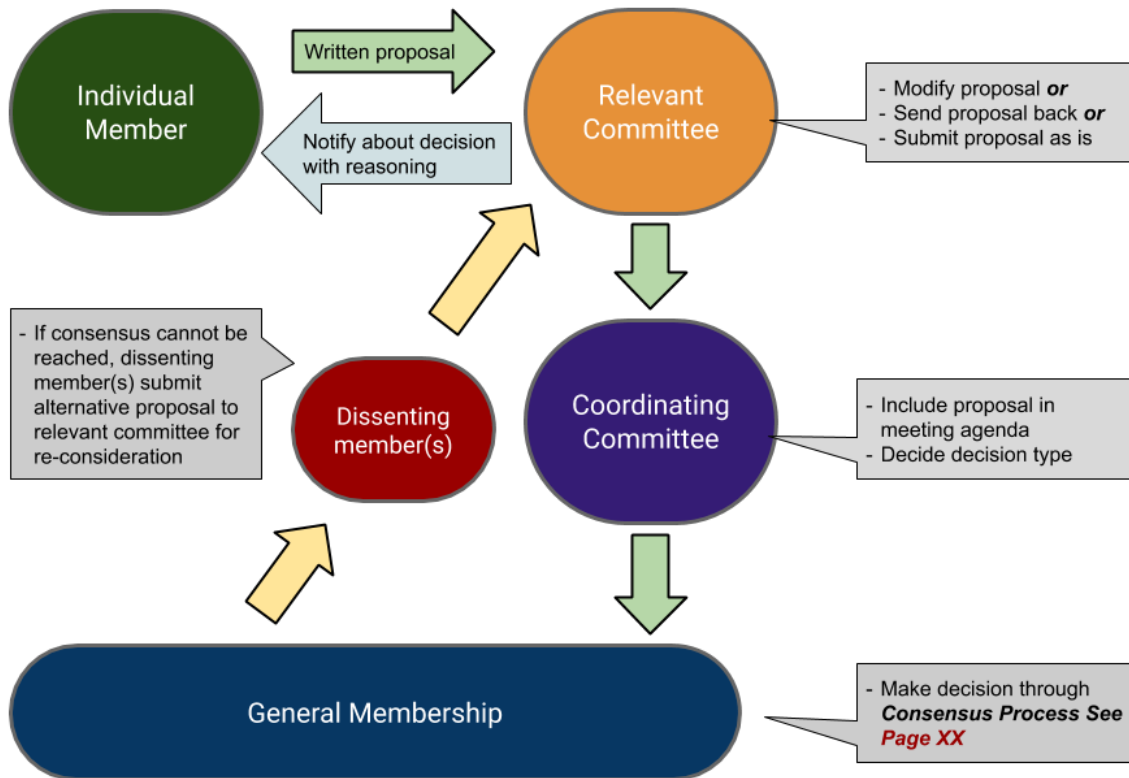 Individual
Member
Written proposal
Notify about decision
with reasoning
Relevant
Committee
- Modify proposal or
- Send proposal back or
- Submit proposal as is
- If consensus cannot be
reached, dissenting
member(s) submit
alternative proposal to
relevant committee for
re-consideration
Dissenting
member(s)
Coordinating
Committee
- Include proposal in
meeting agenda
- Decide decision type
General Membership
- Make decision through
Consensus Process See
Page XX